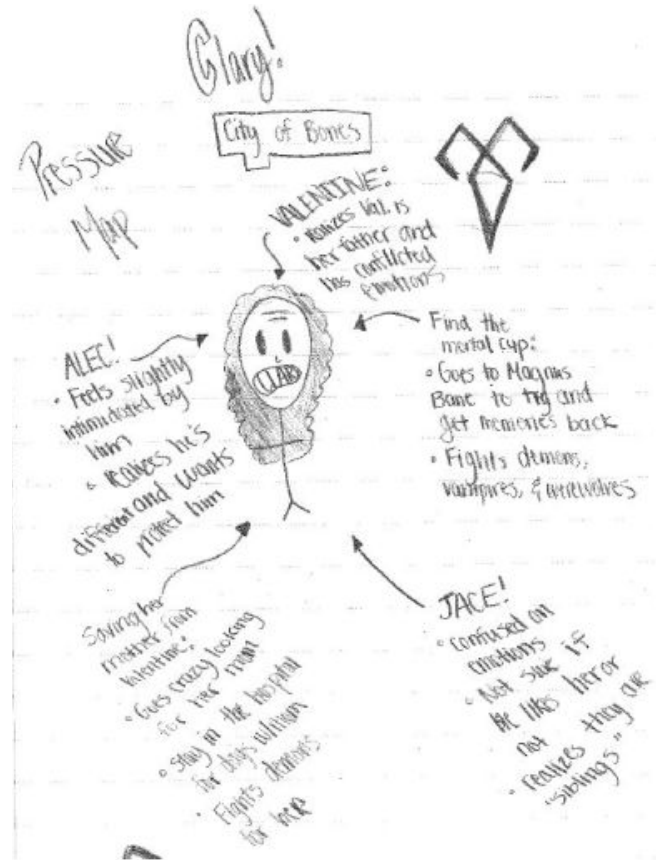 Clary!
City of Bones
Pressure
Map
VALENTINE:
• realizes Val. is
her father and
has conflicted
emotions
ALEC!
• Feels slightly
intimidated by
him
• realizes he's
different and wants
to protect him
CLARY
Find the
mortal cup:
• Goes to Magnus
Bane to try and
get memories back
• Fights demons,
vampires, & werewolves
Saving her
mother from
Valentine:
• Goes crazy looking
for her mom
• stay in the hospital
for days w/
• Fights demons
for her
JACE!
• confused on
emotions
• Not sure if
He likes her or
not
• realizes they are
"siblings"